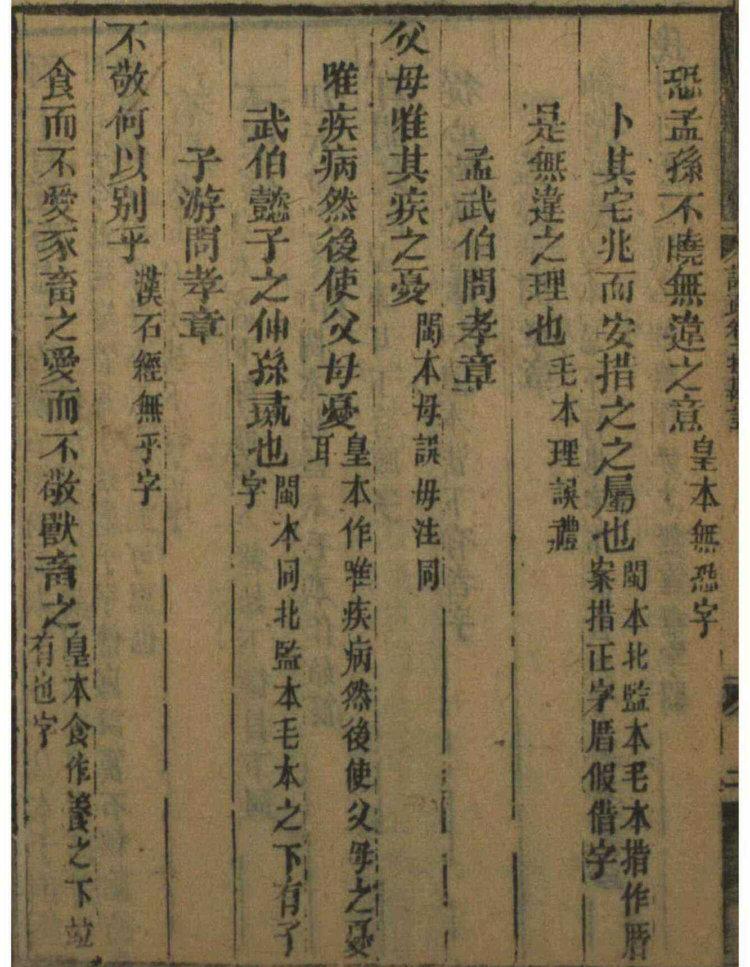 恐孟孫不曉無違之意皇本無恐字
卜其宅兆而安措之之屬也閩本北監本毛本措作厝案措正字厝假借字
是無違之理也毛本理誤禮
孟武伯問孝章
父母唯其疾之憂閩本母誤毋注同
唯疾病然後使父母憂皇本作唯疾病然後使父母之憂耳
武伯懿子之仲孫彘也閩本同北監本毛本之下有子字
子游問孝章
不敬何以别乎漢石經無乎字
食而不愛豕畜之愛而不敬獸畜之皇本食作養之下竝有也字